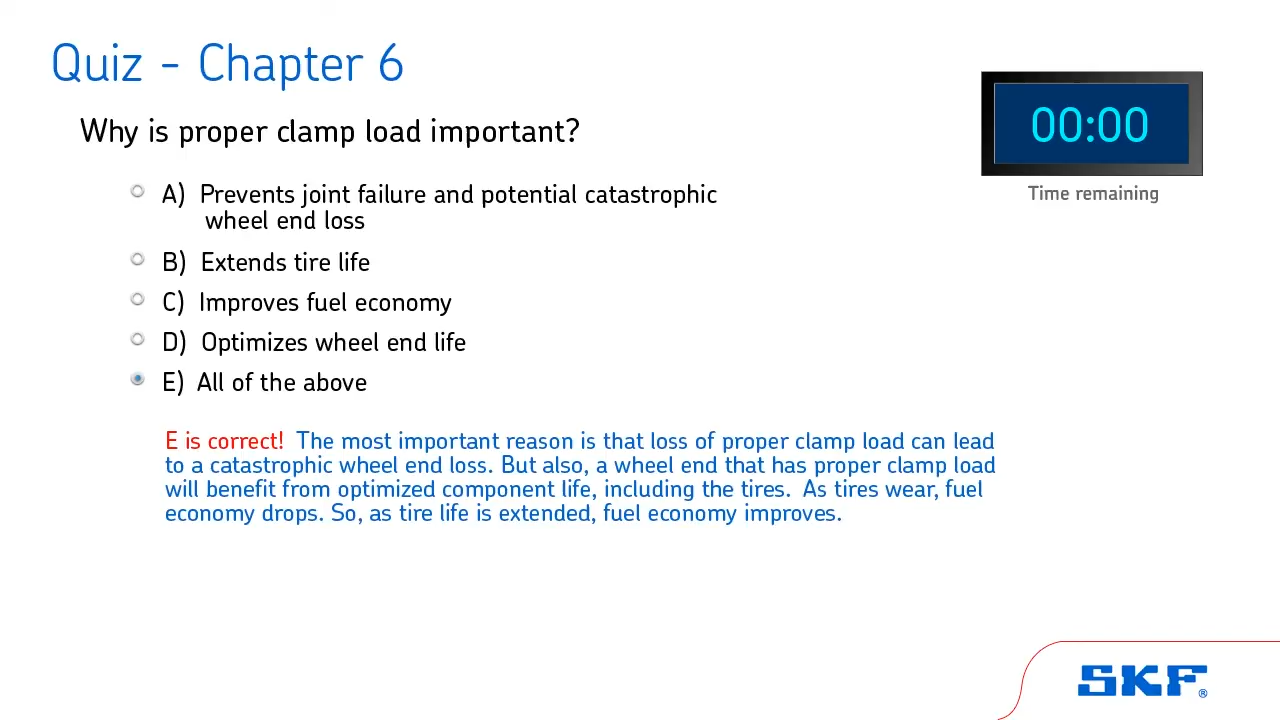 Quiz - Chapter 6
00:00
Time remaining
Why is proper clamp load important?
A) Prevents joint failure and potential catastrophic
wheel end loss
B) Extends tire life
C) Improves fuel economy
D) Optimizes wheel end life
E) All of the above
E is correct! The most important reason is that loss of proper clamp load can lead
to a catastrophic wheel end loss. But also, a wheel end that has proper clamp load
will benefit from optimized component life, including the tires. As tires wear, fuel
economy drops. So, as tire life is extended, fuel economy improves.
SKF®